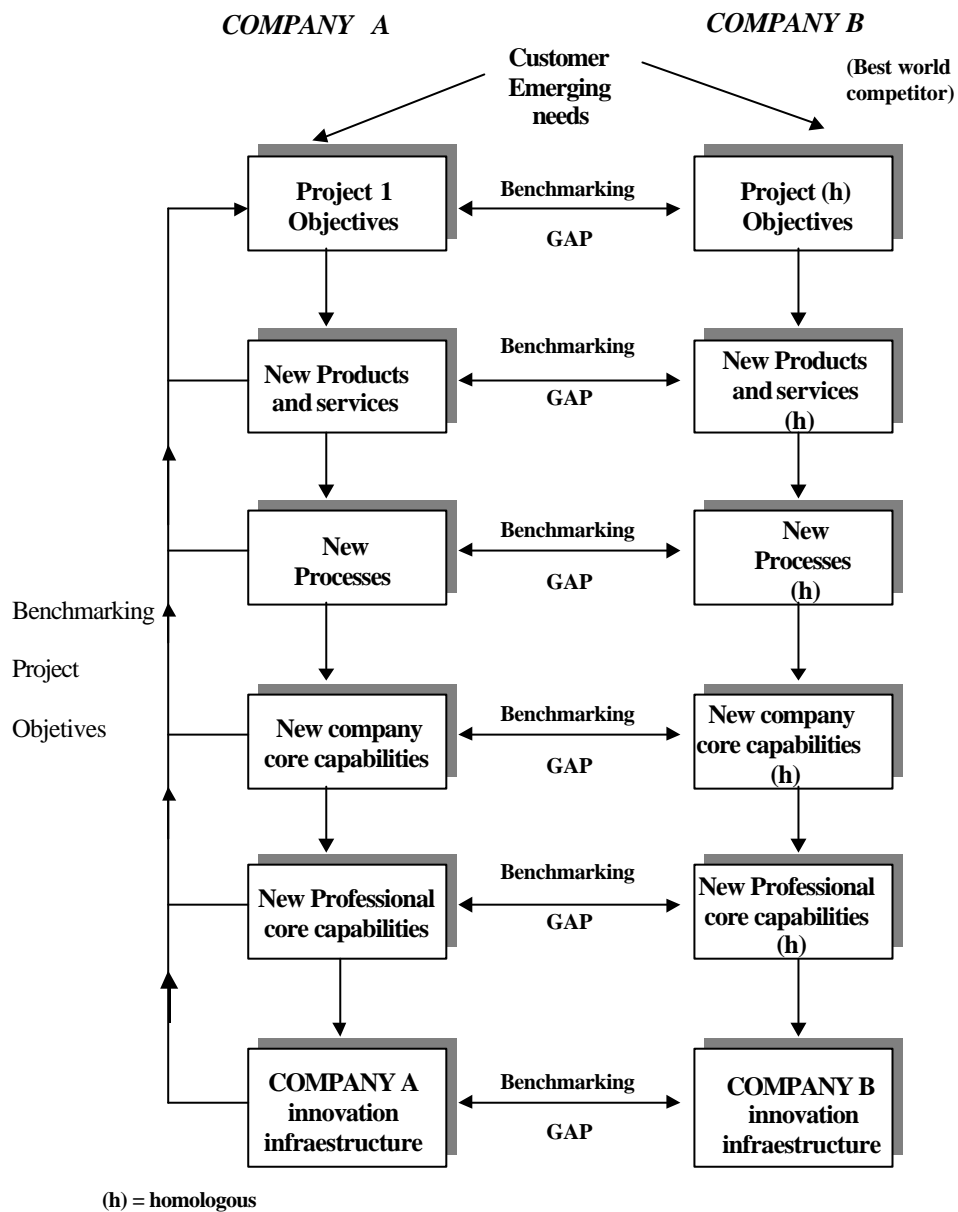 COMPANY A
COMPANY B
Customer
Emerging
needs
(Best world
competitor)
Project 1
Objectives
Benchmarking
GAP
Project (h)
Objectives
New Products
and services
Benchmarking
GAP
New Products
and services
(h)
New
Processes
Benchmarking
GAP
New
Processes
(h)
Benchmarking
Project
Objetives
New company
core capabilities
Benchmarking
GAP
New company
core capabilities
(h)
New Professional
core capabilities
Benchmarking
GAP
New Professional
core capabilities
(h)
COMPANY A
innovation
infraestructure
Benchmarking
GAP
COMPANY B
innovation
infraestructure
(h) = homologous